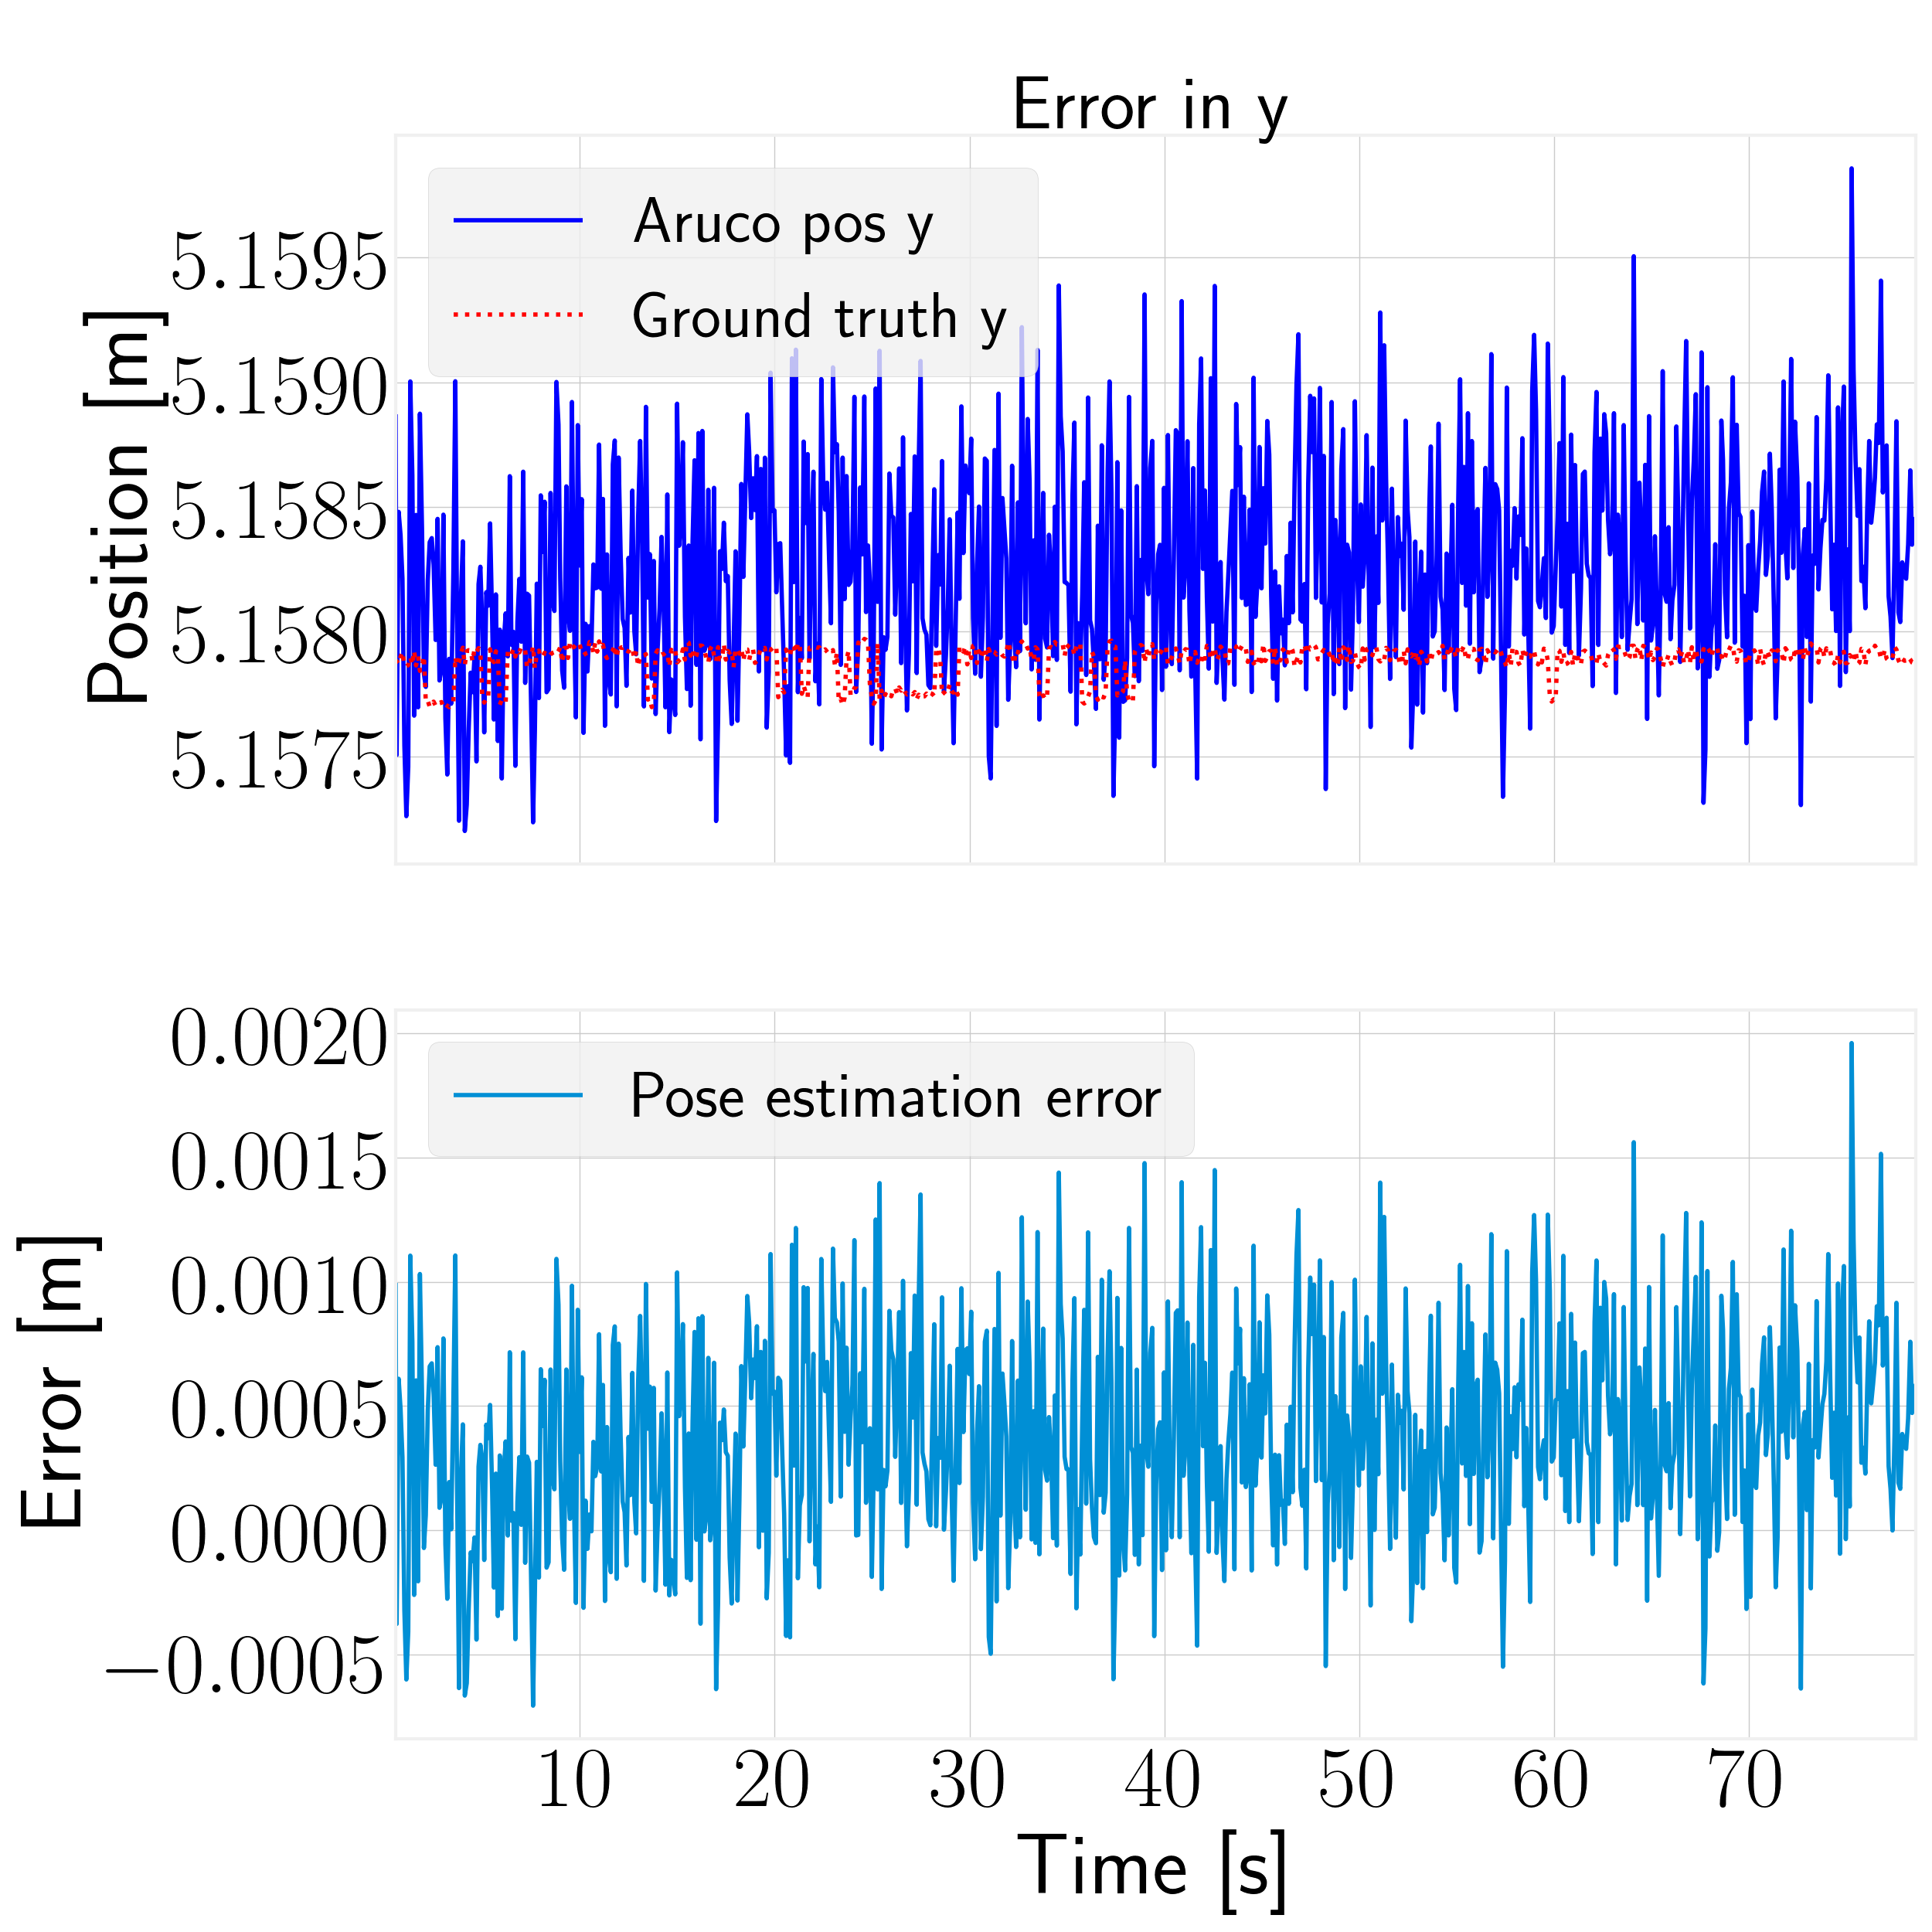 Error in y
Aruco pos y
Ground truth y
Position [m]
5.1595
5.1590
5.1585
5.1580
5.1575
Pose estimation error
Error [m]
0.0020
0.0015
0.0010
0.0005
0.0000
−0.0005
10 20 30 40 50 60 70
Time [s]